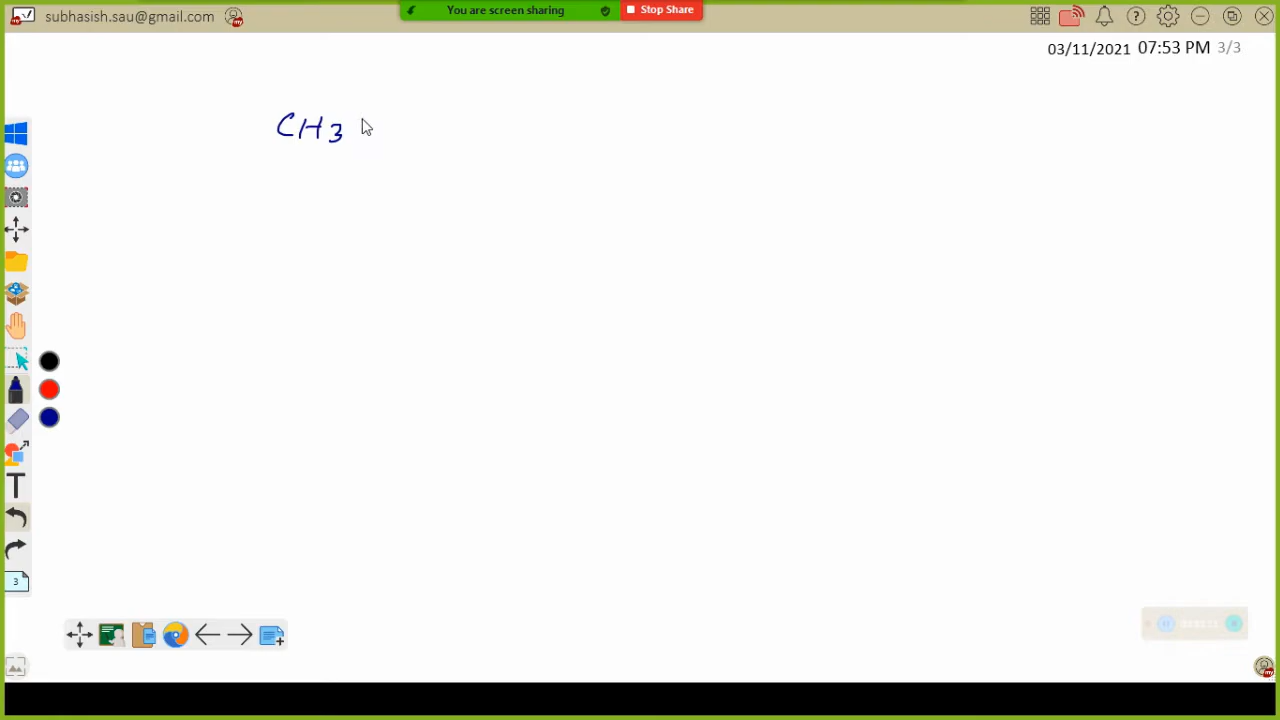 subhasish.sau@gmail.com
You are screen sharing
Stop Share
03/11/2021 07:53 PM 3/3
CH3
T
3